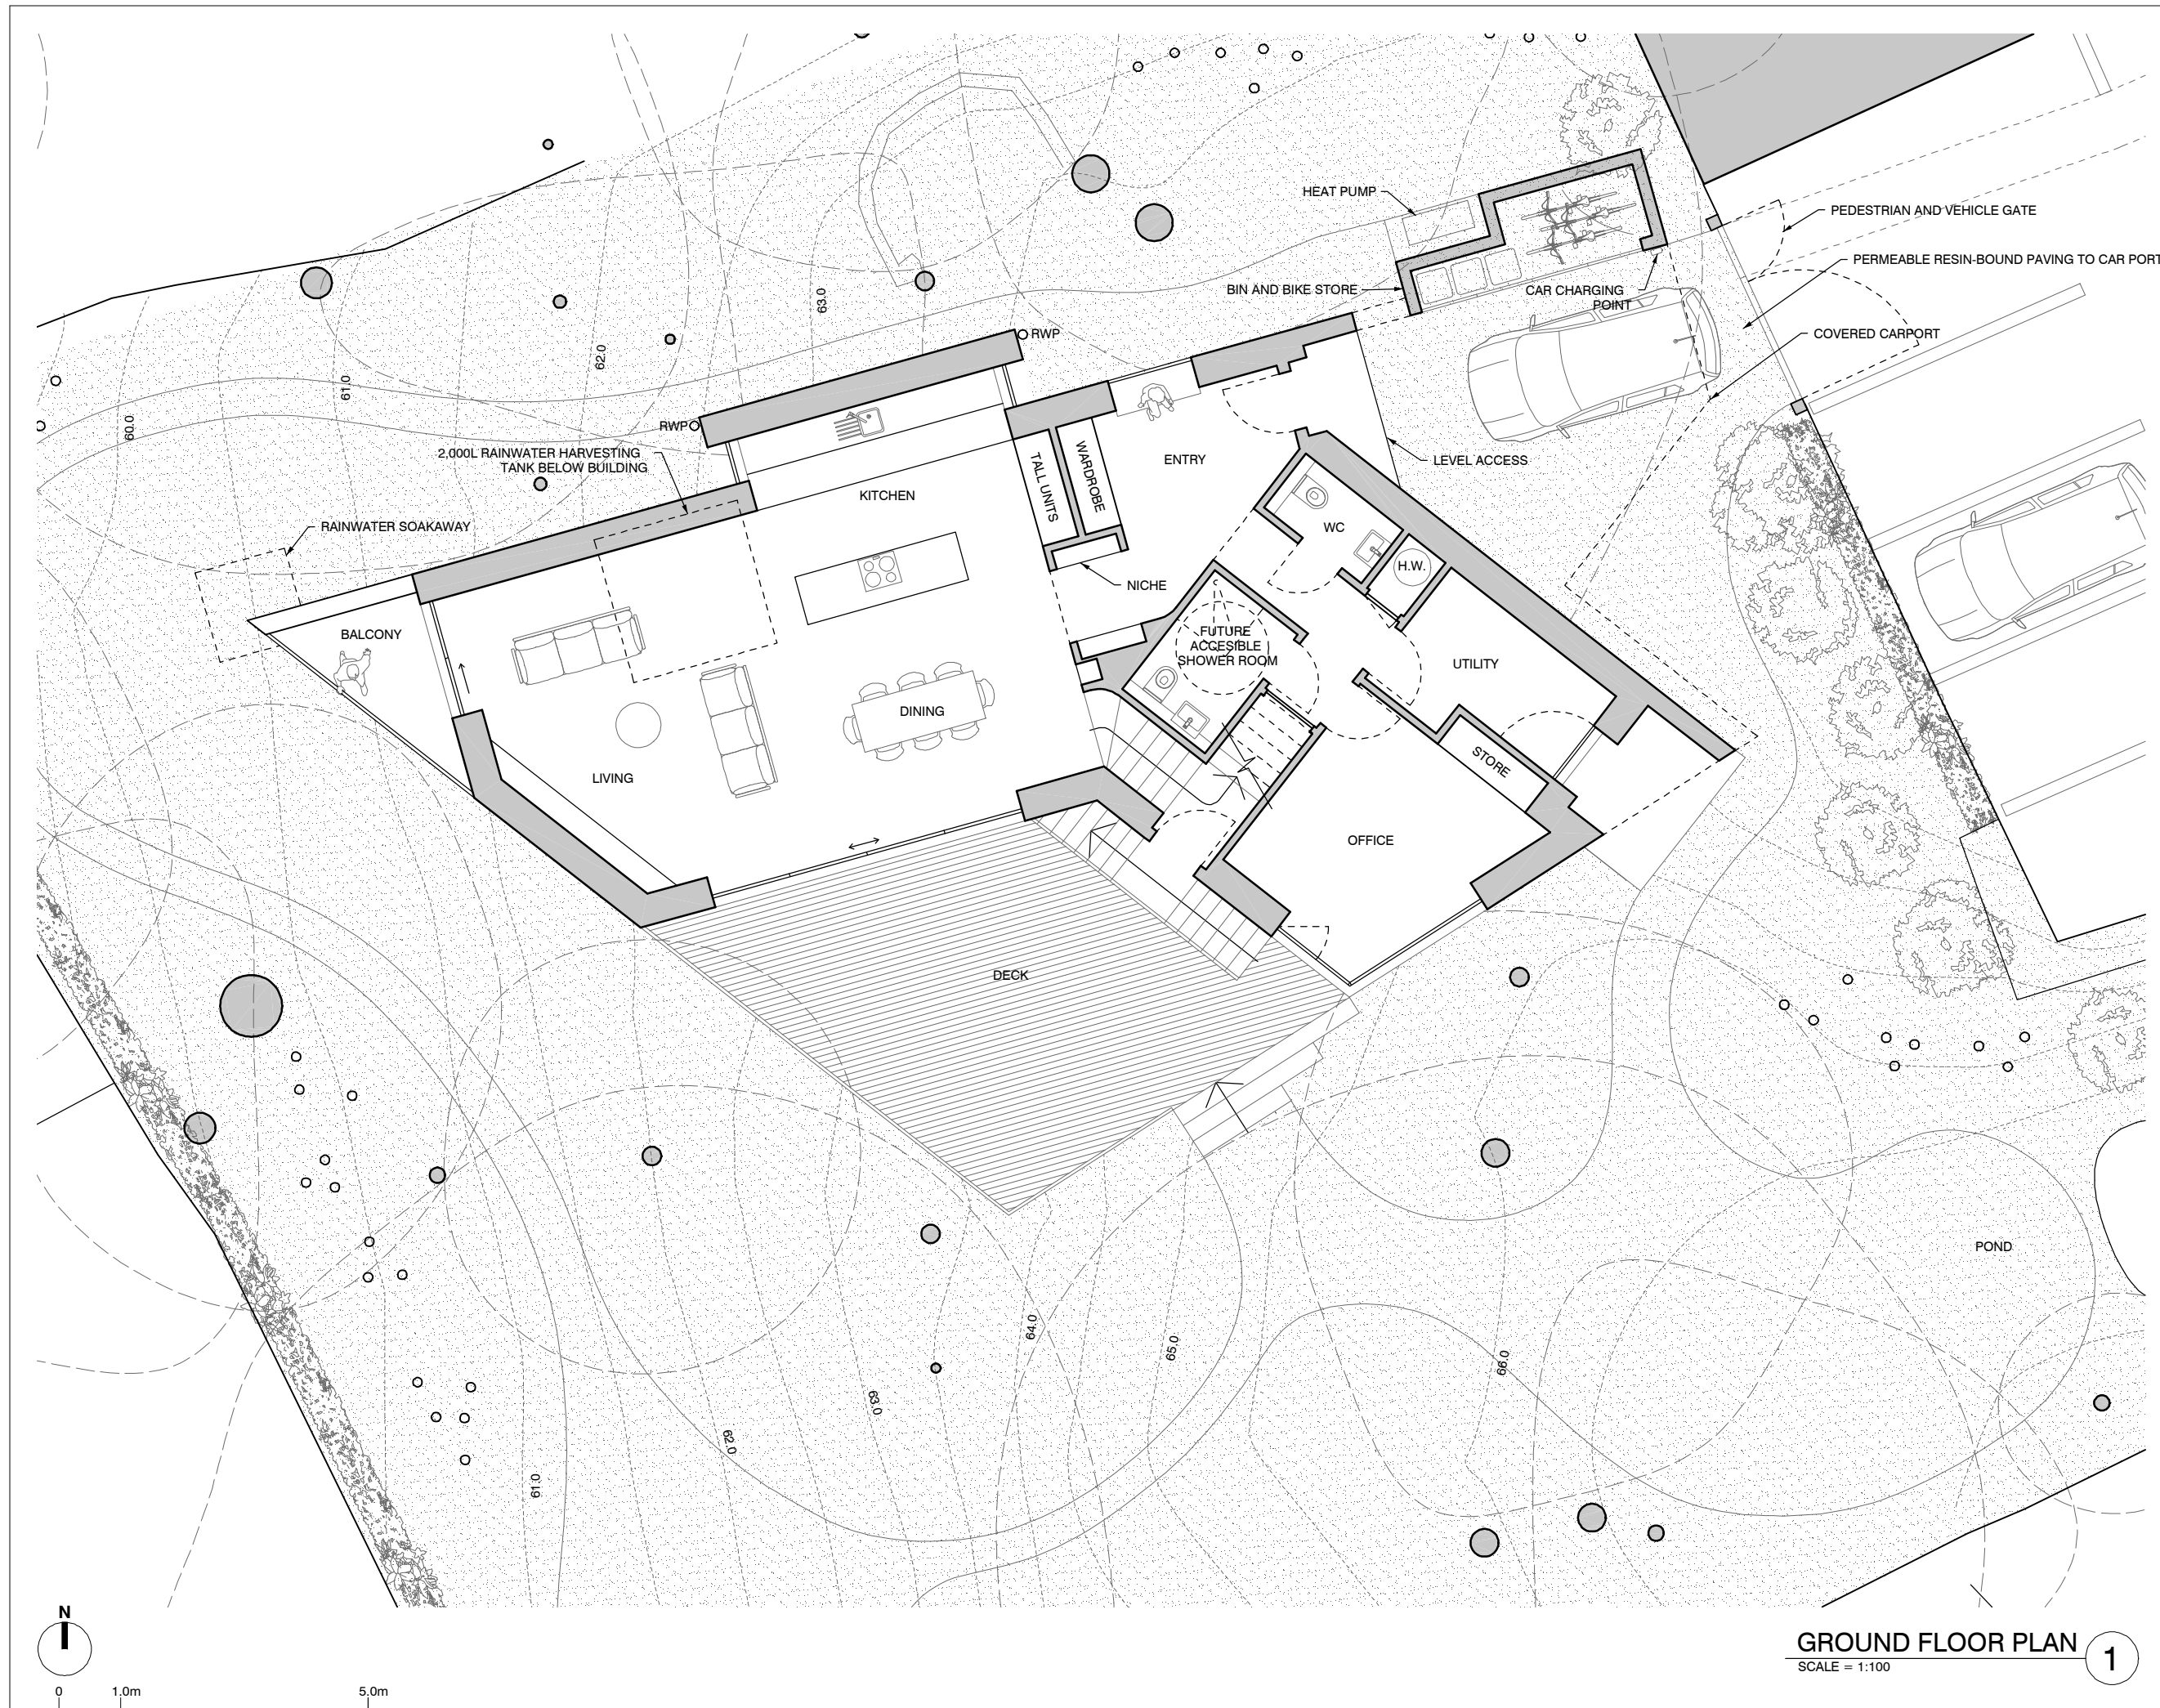 HEAT PUMP
PEDESTRIAN AND VEHICLE GATE
PERMEABLE RESIN-BOUND PAVING TO CAR PORT
BIN AND BIKE STORE
CAR CHARGING
POINT
63.0
RWP
COVERED CARPORT
62.0
61.0
60.0
RWP
2,000L RAINWATER HARVESTING
TANK BELOW BUILDING
TALL UNITS
WARDROBE
ENTRY
LEVEL ACCESS
KITCHEN
RAINWATER SOAKAWAY
WC
H.W.
NICHE
BALCONY
FUTURE
ACCESIBLE
SHOWER ROOM
UTILITY
DINING
LIVING
STORE
OFFICE
DECK
POND
64.0
65.0
66.0
63.0
62.0
61.0
N
0
1.0m
5.0m
GROUND FLOOR PLAN
SCALE = 1:100
1